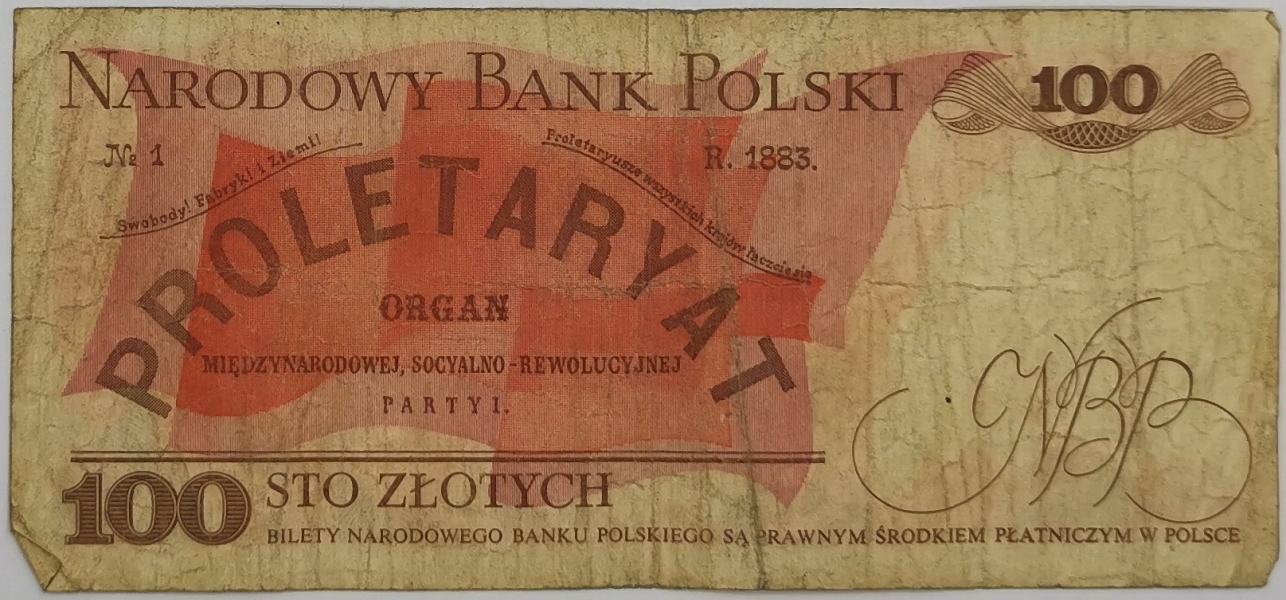 NARODOWY BANK POLSKI
100
№ 1
Swobody! Fabryk! i Ziemi!
Proletaryusze wszystkich krajów łączcie się
R. 1883.
PROLETARYAT
ORGAN
MIĘDZYNARODOWEJ, SOCYALNO-REWOLUCYJNEJ
PARTYI.
NBP
100 STO ZŁOTYCH
BILETY NARODOWEGO BANKU POLSKIEGO SĄ PRAWNYM ŚRODKIEM PŁATNICZYM W POLSCE